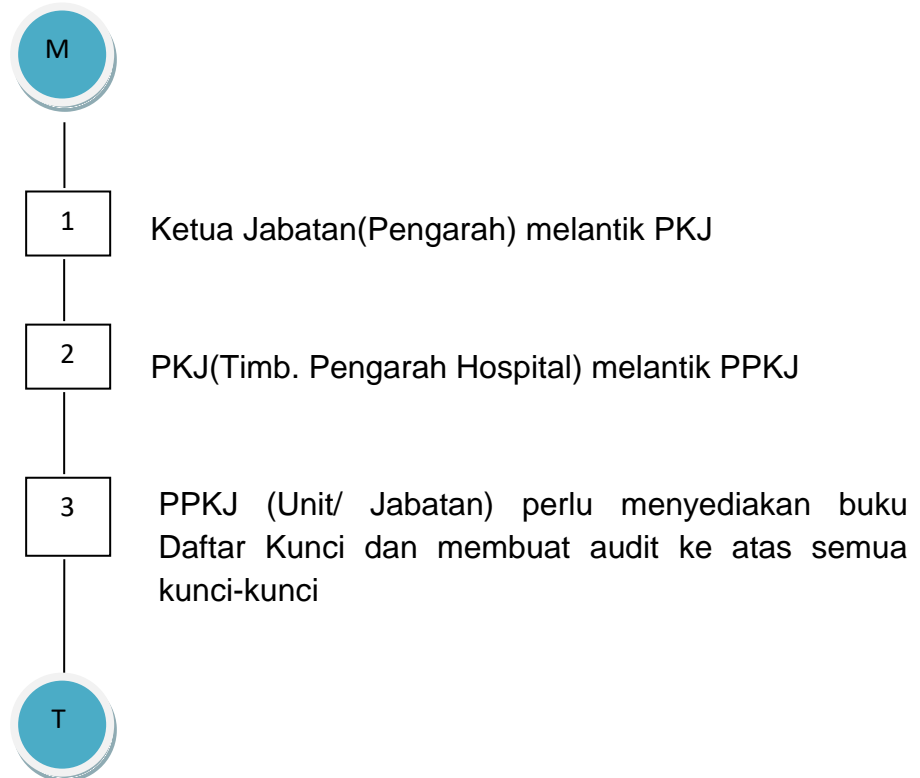 M
1
Ketua Jabatan(Pengarah) melantik PKJ
2
PKJ(Timb. Pengarah Hospital) melantik PPKJ
3
PPKJ (Unit/ Jabatan) perlu menyediakan buku
Daftar Kunci dan membuat audit ke atas semua
kunci-kunci
T